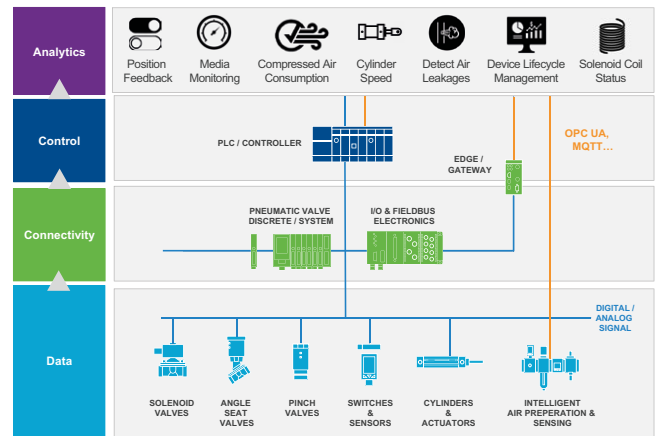 Analytics
Position
Feedback
Media
Monitoring
Compressed Air
Consumption
Cylinder
Speed
Detect Air
Leakages
Device Lifecycle
Management
Solenoid Coil
Status
Control
PLC / CONTROLLER
EDGE /
GATEWAY
OPC UA,
MQTT...
Connectivity
PNEUMATIC VALVE
DISCRETE / SYSTEM
I/O & FIELDBUS
ELECTRONICS
Data
DIGITAL /
ANALOG
SIGNAL
SOLENOID
VALVES
ANGLE
SEAT
VALVES
PINCH
VALVES
SWITCHES
&
SENSORS
CYLINDERS
&
ACTUATORS
INTELLIGENT
AIR PREPERATION &
SENSING